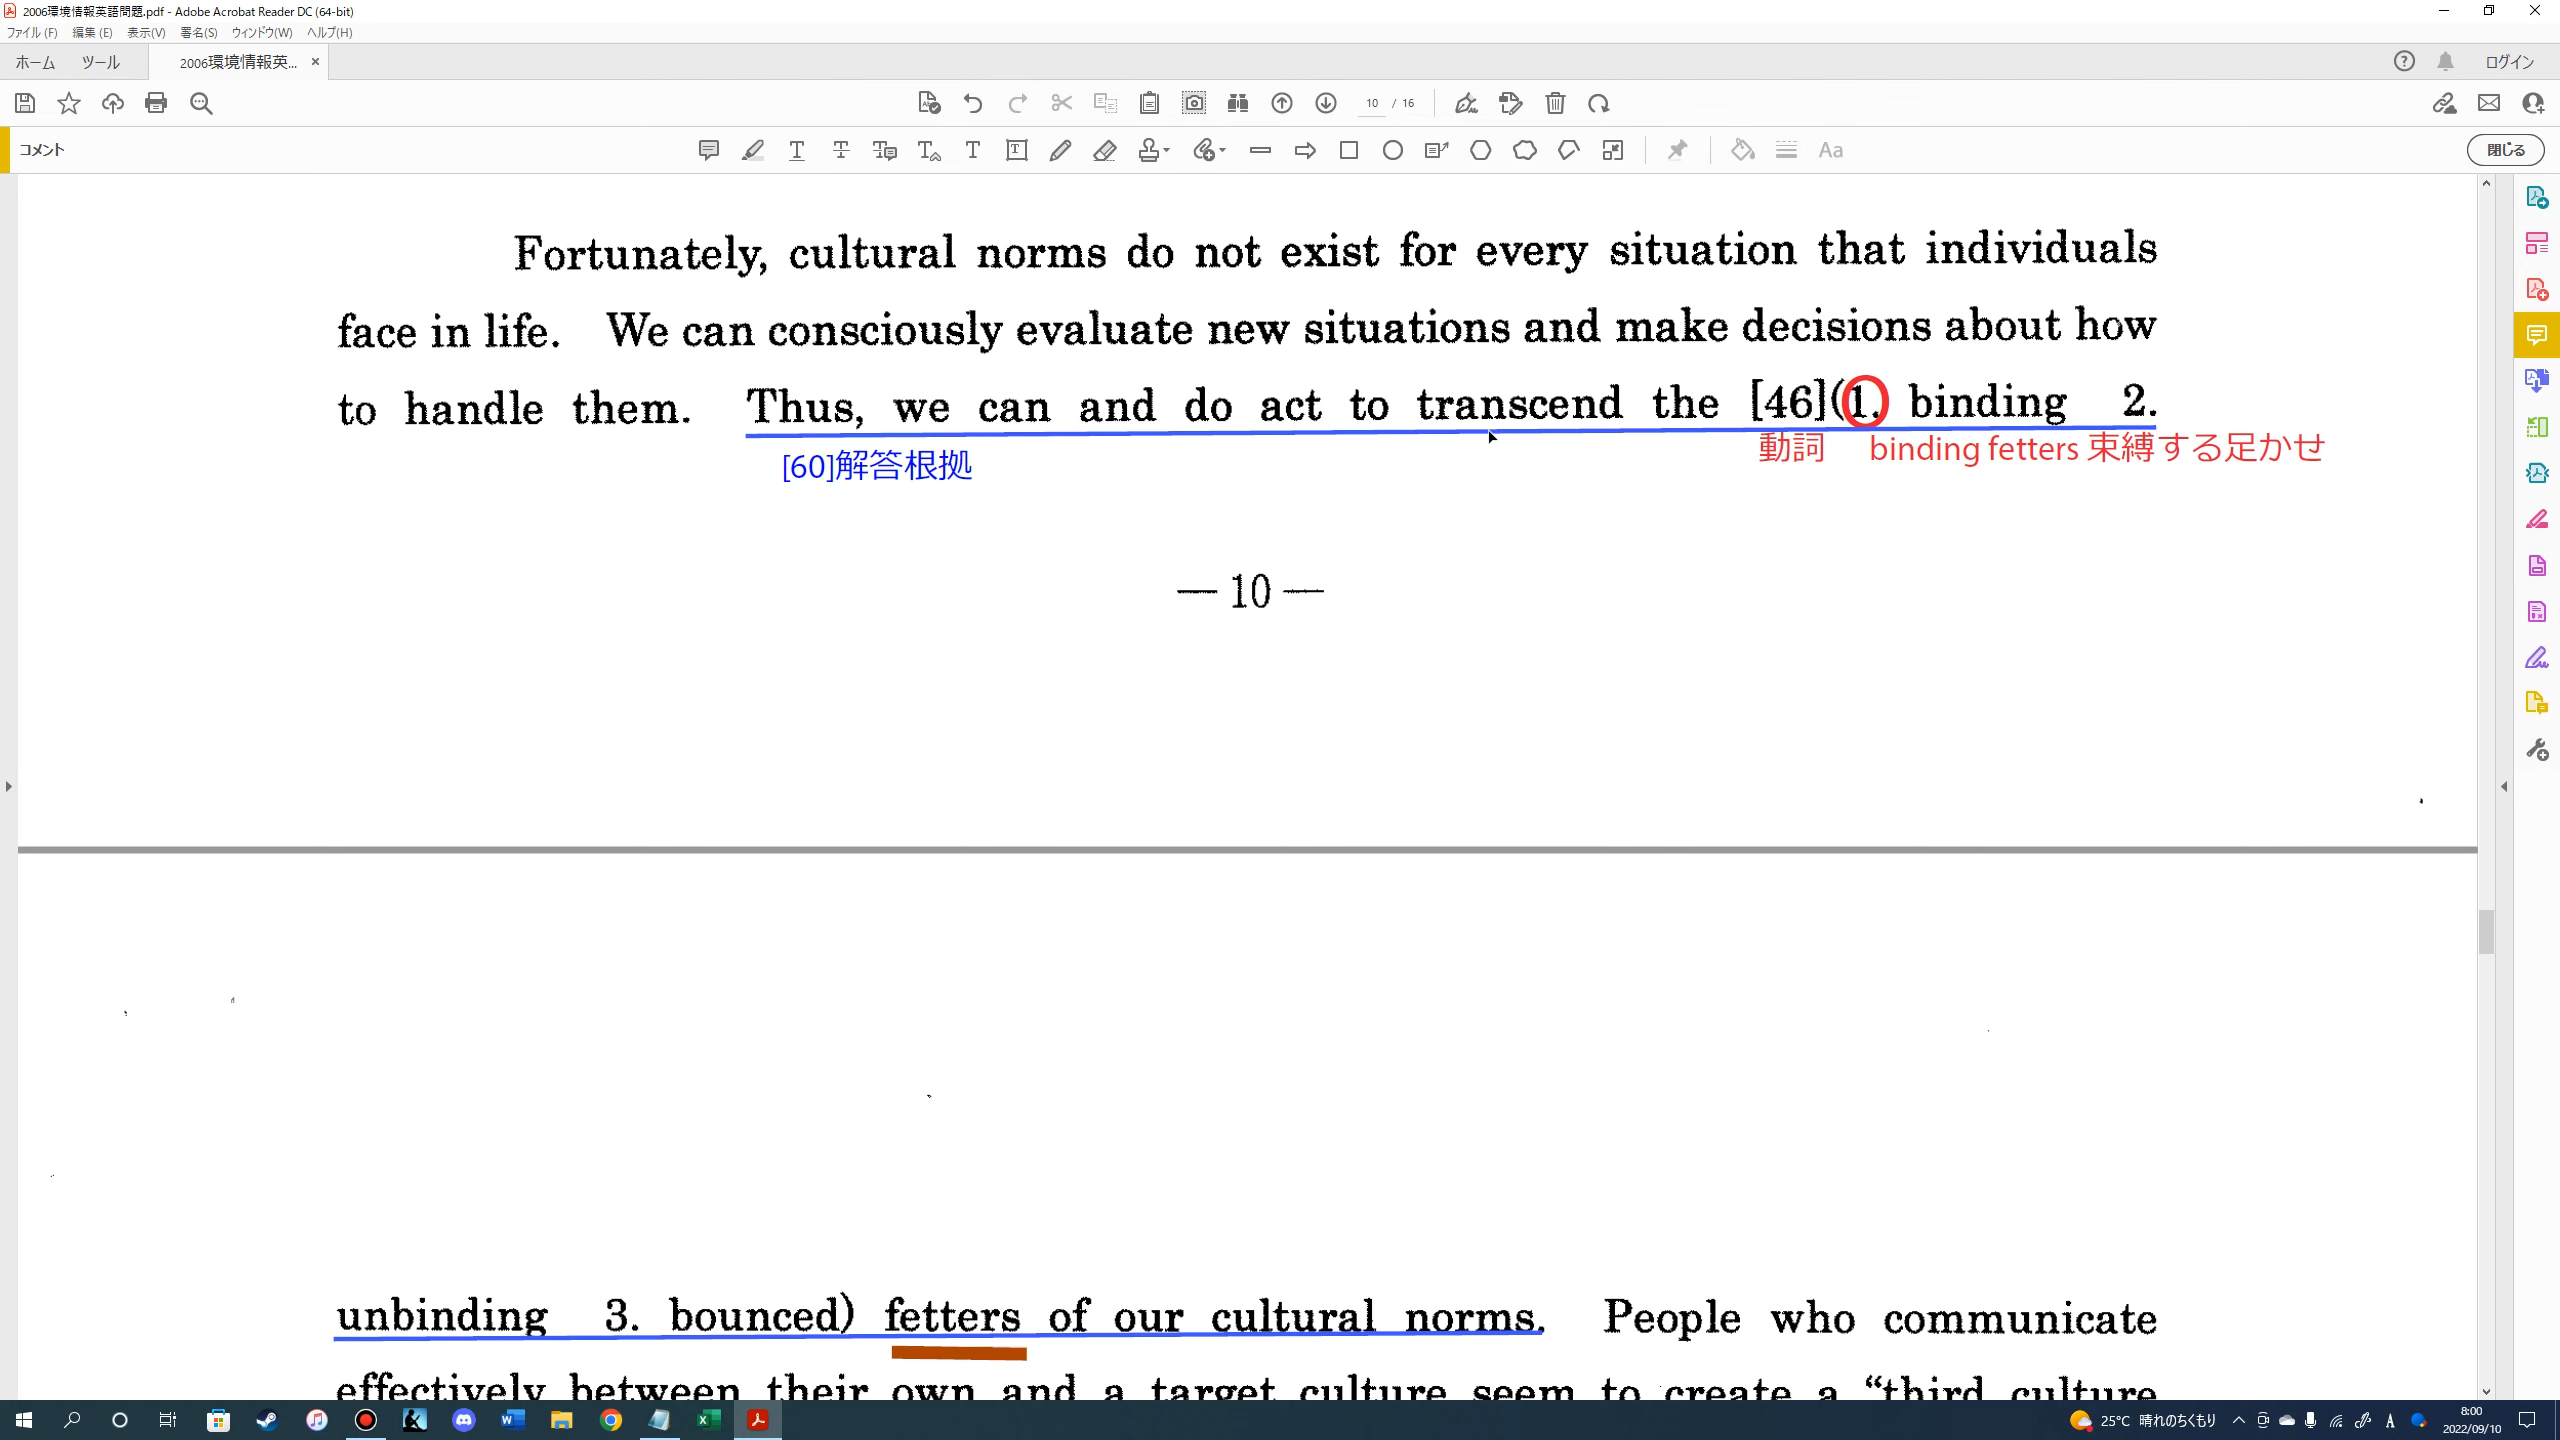 2006環境情報英語問題.pdf - Adobe Acrobat Reader DC (64-bit)
ファイル(F) 編集(E) 表示(V) 署名(S) ウィンドウ(W) ヘルプ(H)
ホーム ツール 2006環境情報英... × ログイン
10 / 16
コメント 閉じる
Fortunately, cultural norms do not exist for every situation that individuals
face in life. We can consciously evaluate new situations and make decisions about how
to handle them. Thus, we can and do act to transcend the [46](1. binding 2.
動詞 binding fetters 束縛する足かせ
[60]解答根拠
— 10 —
unbinding 3. bounced) fetters of our cultural norms. People who communicate
effectively between their own and a target culture seem to create a “third culture
25°C 晴れのちくもり A 8:00
2022/09/10